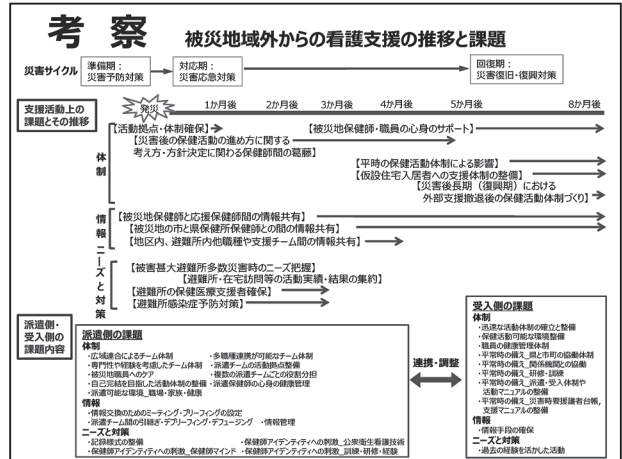 考 察 被災地域外からの看護支援の推移と課題
災害サイクル
準備期：
災害予防対策
対応期：
災害応急対策
回復期：
災害復旧・復興対策
支援活動上の
課題とその推移
発災
1か月後 2か月後 3か月後 4か月後 5か月後 8か月後
体制
【活動拠点・体制確保】
【被災地保健師・職員の心身のサポート】
【災害後の保健活動の進め方に関する
考え方・方針決定に関わる保健師間の葛藤】
【平時の保健活動体制による影響】
【仮設住宅入居者への支援体制の整備】
【災害後長期（復興期）における
外部支援撤退後の保健活動体制づくり】
情報
【被災地保健師と応援保健師間の情報共有】
【被災地の市と県保健所保健師との間の情報共有】
【地区内、避難所内他職種や支援チーム間の情報共有】
ニーズと対策
【被害甚大避難所多数災害時のニーズ把握】
【避難所・在宅訪問等の活動実績・結果の集約】
【避難所の保健医療支援者確保】
【避難所感染症予防対策】
派遣側・
受入側の
課題内容
派遣側の課題
体制
・広域連合によるチーム体制 ・多職種連携が可能なチーム体制
・専門性や経験を考慮したチーム体制 ・派遣チームの活動拠点整備
・被災地職員へのケア ・複数の派遣チームごとの役割分担
・自己完結を目指した活動体制の整備 ・派遣保健師の心身の健康管理
・派遣可能な環境_職場・家族・健康
情報
・情報交換のためのミーティング・ブリーフィングの設定
・派遣チーム間の引継ぎ・デブリーフィング・デフュージング ・情報管理
ニーズと対策
・記録様式の整備 ・保健師アイデンティティへの刺激_公衆衛生看護技術
・保健師アイデンティティへの刺激_保健師マインド ・保健師アイデンティティへの刺激_訓練・研修・経験
連携・調整
受入側の課題
体制
・迅速な活動体制の確立と整備
・保健活動可能な環境整備
・職員の健康管理体制
・平常時の備え_県と市町の協働体制
・平常時の備え_関係機関との協働
・平常時の備え_研修・訓練
・平常時の備え_派遣・受入体制や
活動マニュアルの整備
・平常時の備え_災害時要援護者台帳,
支援マニュアルの整備
情報
・情報手段の確保
ニーズと対策
・過去の経験を活かした活動